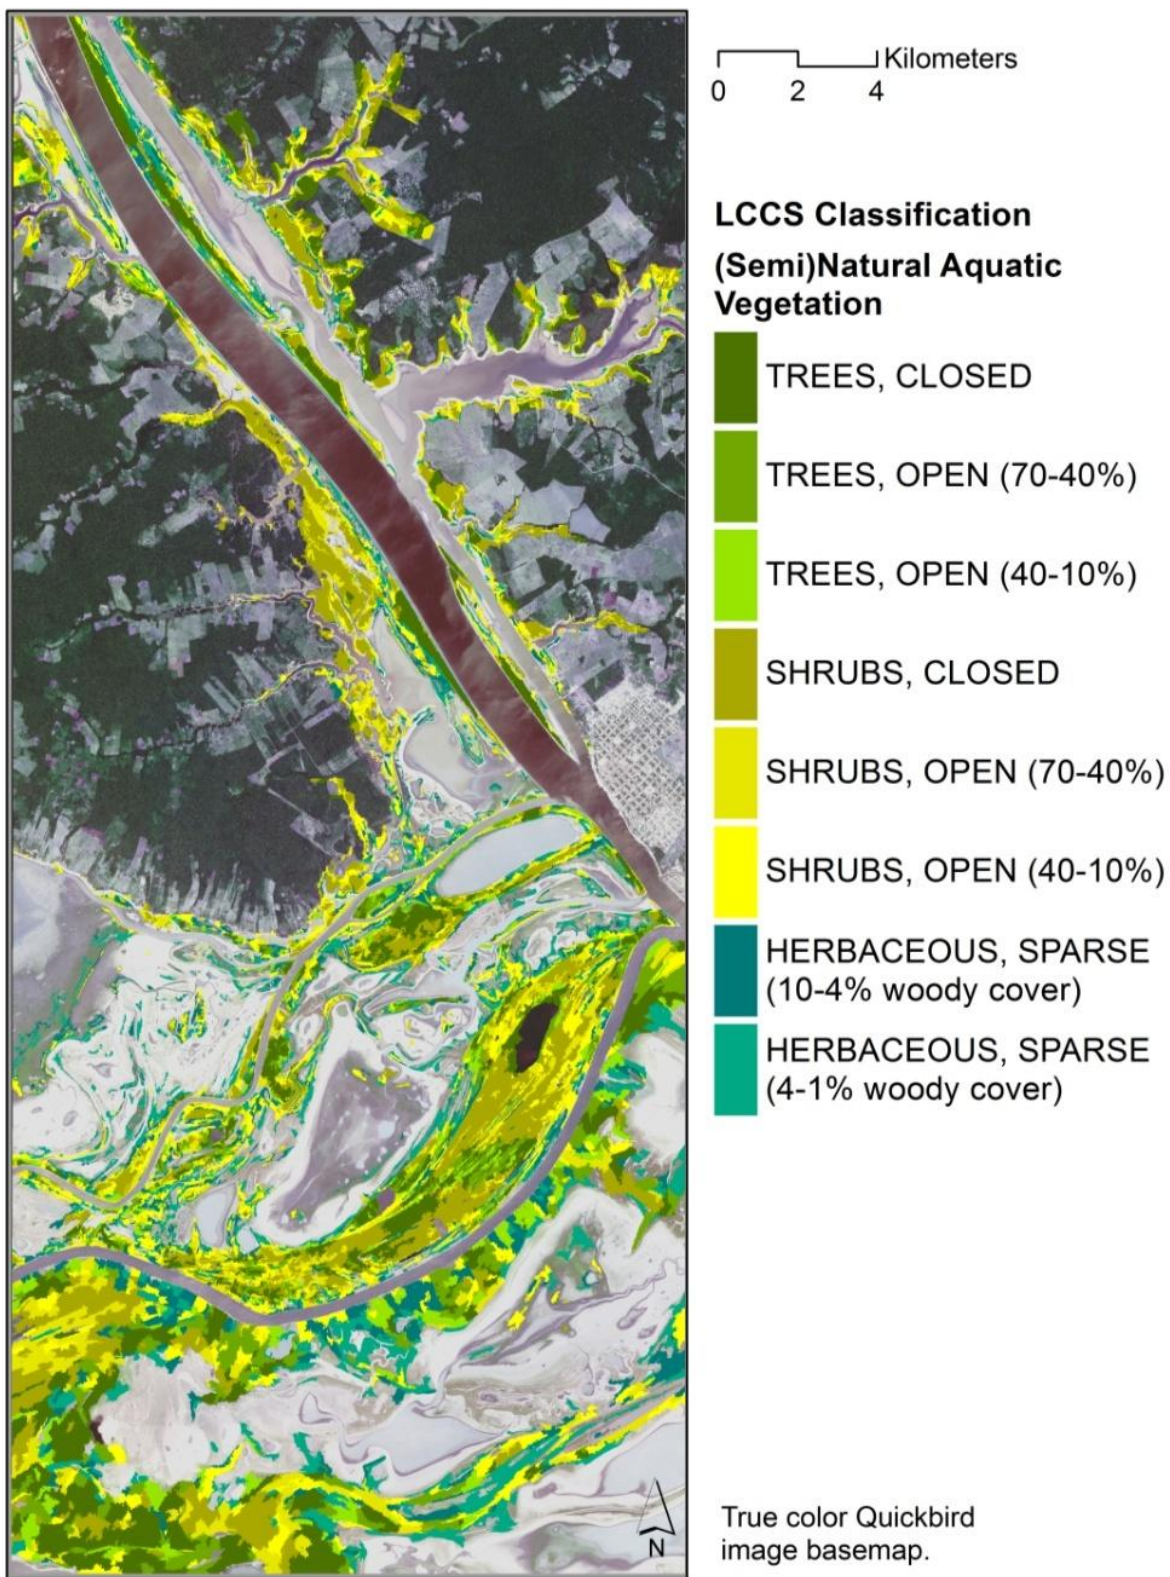 Kilometers
0 2 4
LCCS Classification
(Semi)Natural Aquatic
Vegetation
TREES, CLOSED
TREES, OPEN (70-40%)
TREES, OPEN (40-10%)
SHRUBS, CLOSED
SHRUBS, OPEN (70-40%)
SHRUBS, OPEN (40-10%)
HERBACEOUS, SPARSE
(10-4% woody cover)
HERBACEOUS, SPARSE
(4-1% woody cover)
N
True color Quickbird
image basemap.